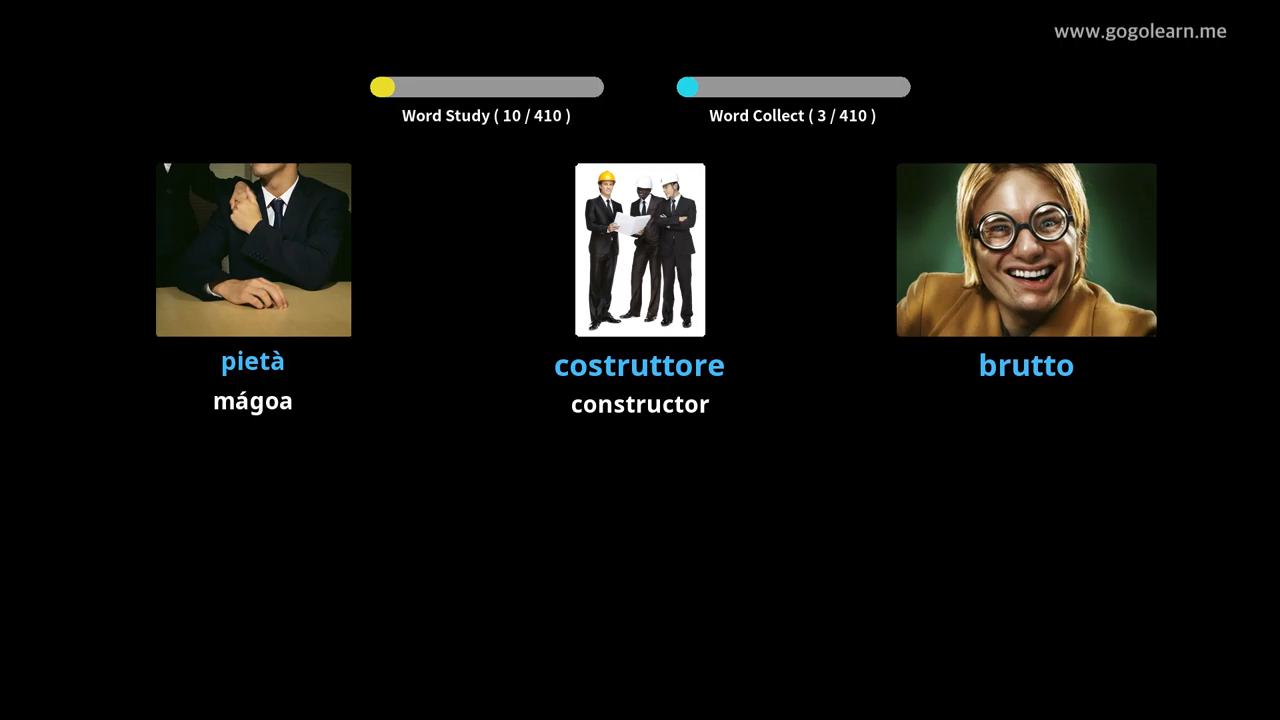 www.gogolearn.me
Word Study ( 10 / 410 )
Word Collect ( 3 / 410 )
pietà
mágoa
costruttore
constructor
brutto